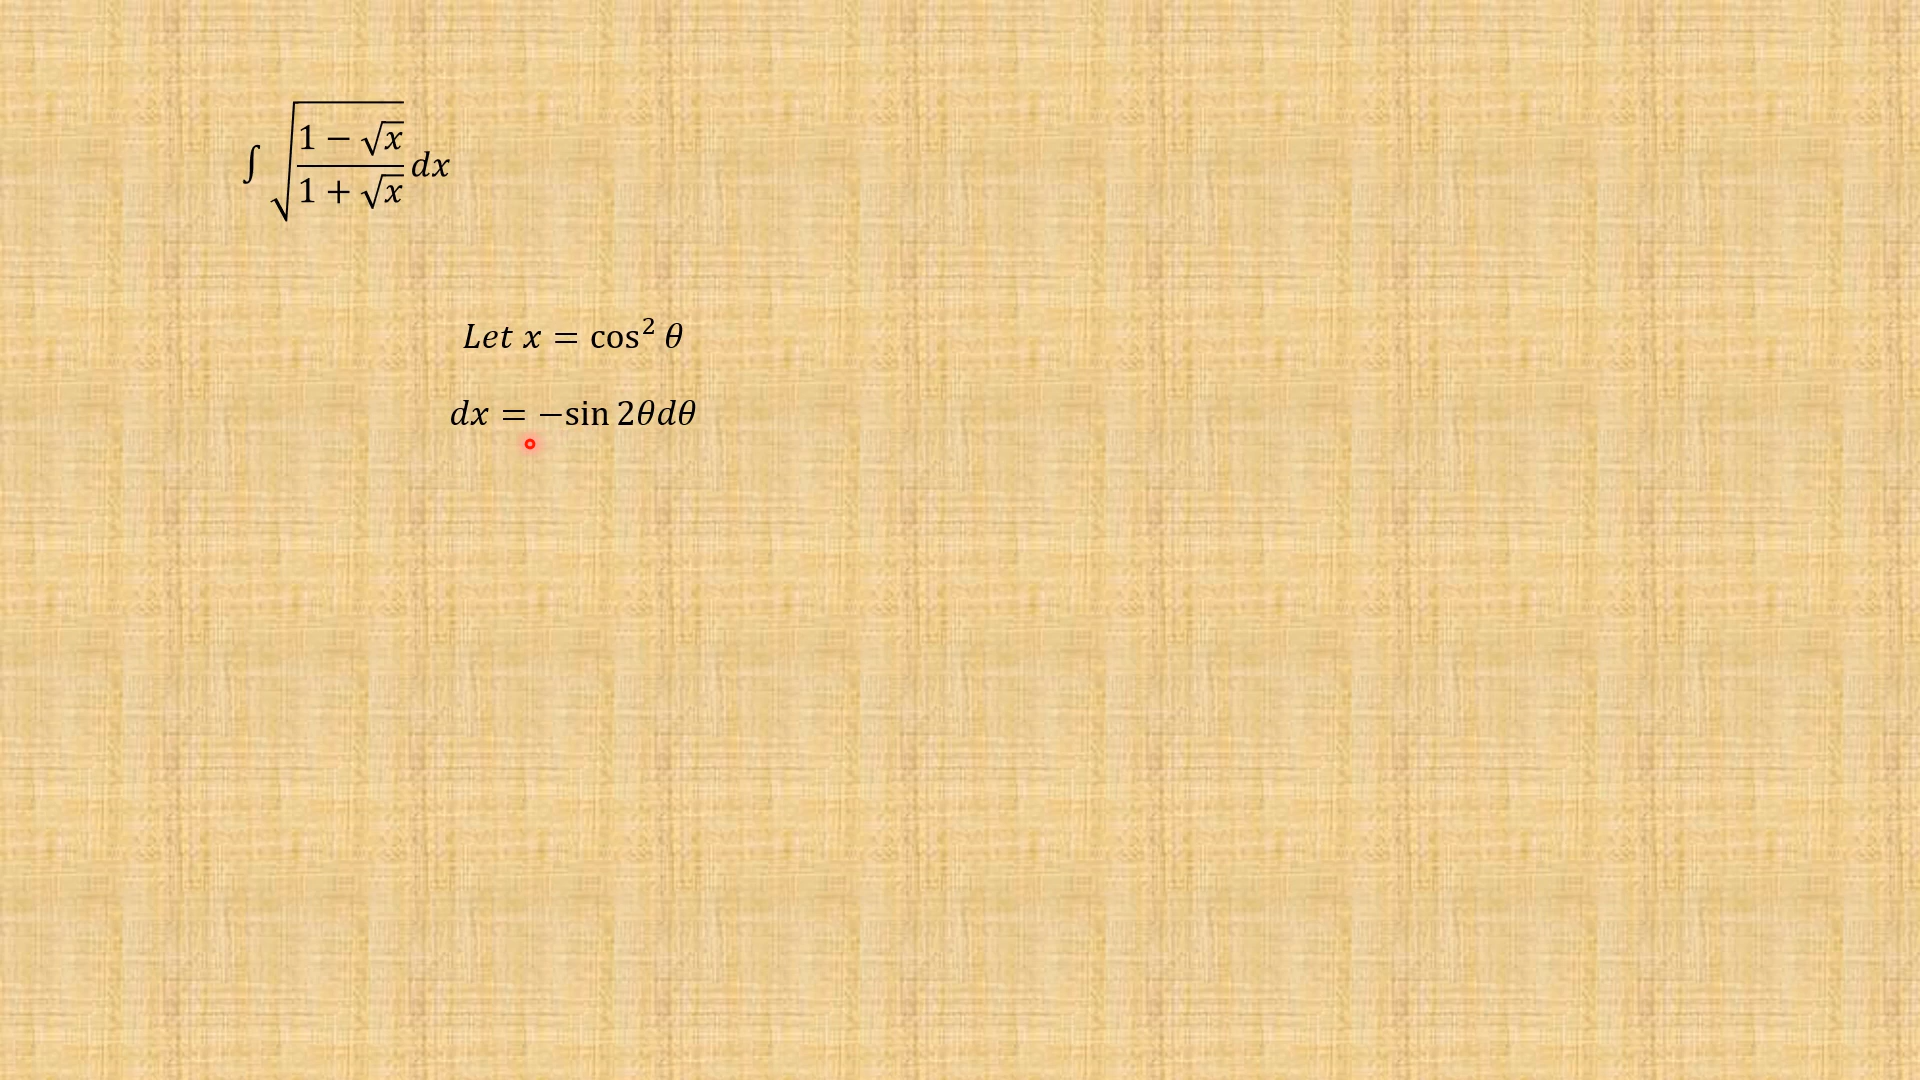 ∫ √((1 − √x)/(1 + √x)) dx
Let x = cos² θ
dx = −sin 2θdθ